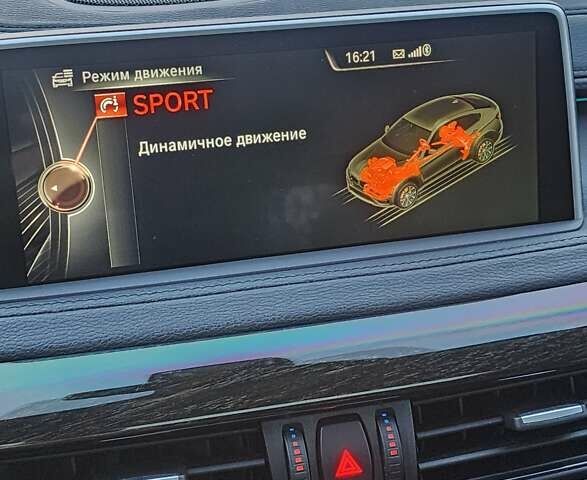 16:21
Режим движения
SPORT
Динамичное движение